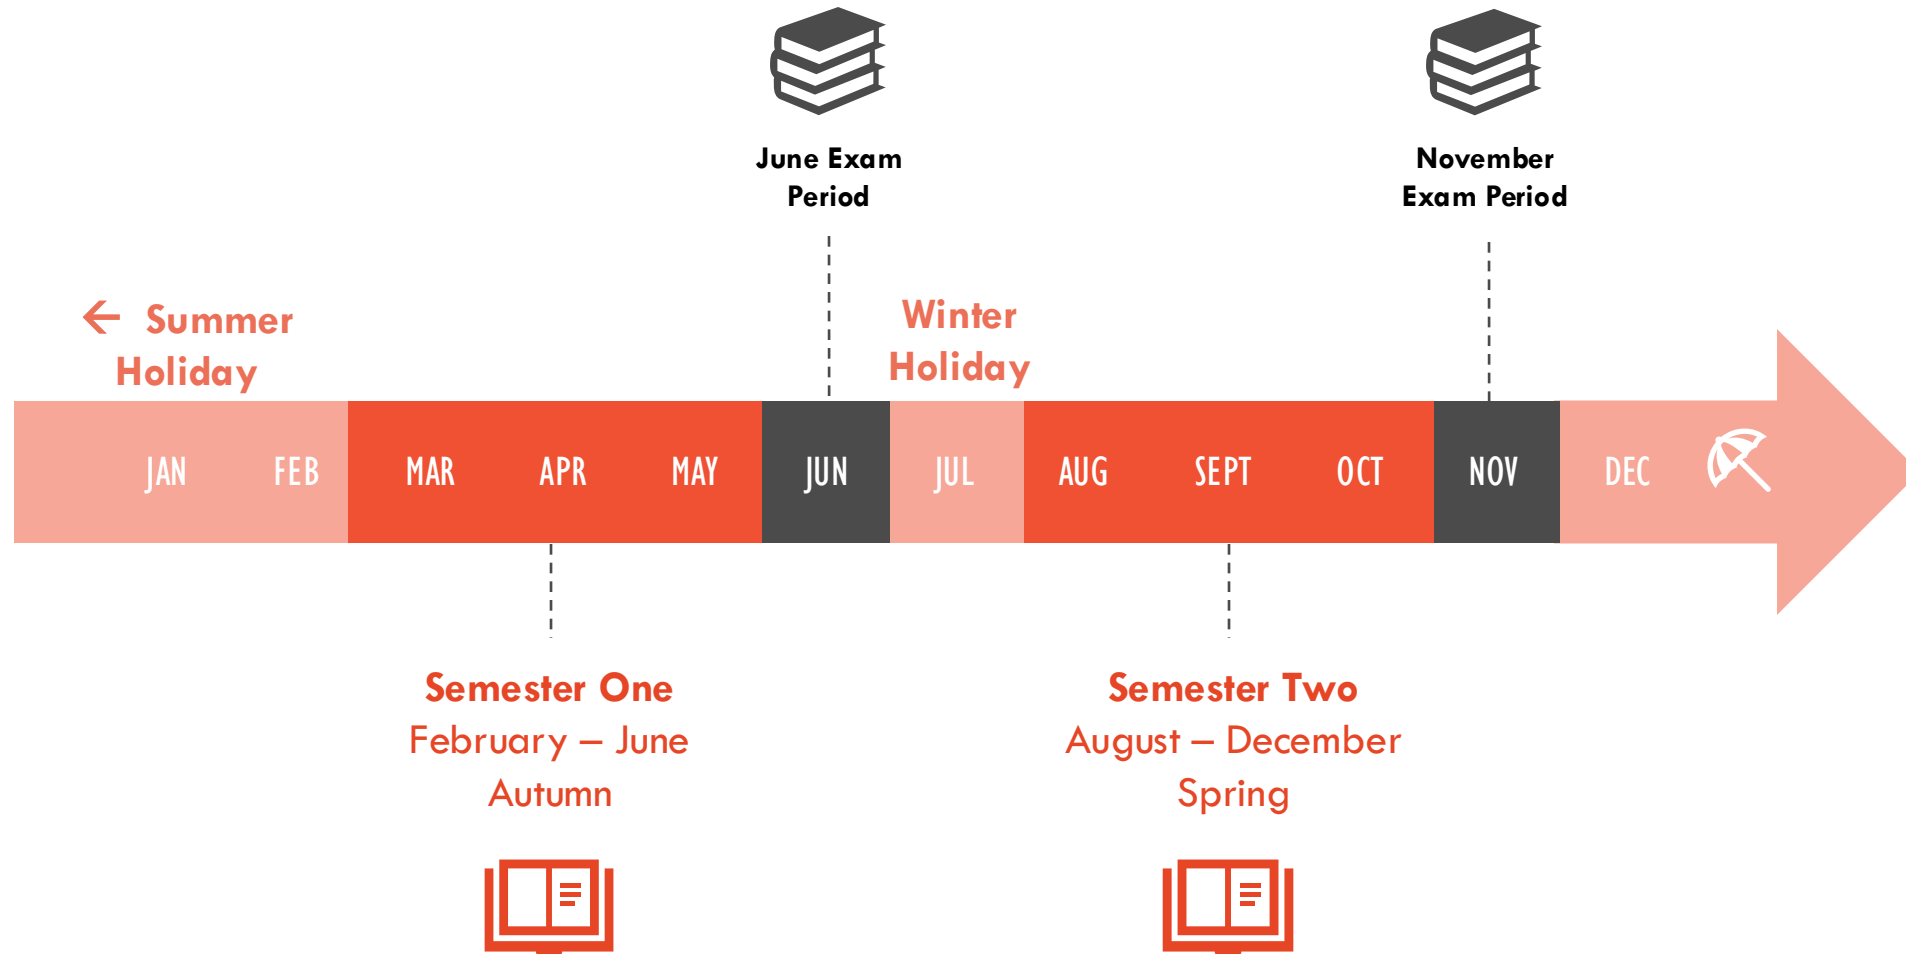 June Exam
Period
November
Exam Period
← Summer
Holiday
Winter
Holiday
JAN FEB MAR APR MAY JUN JUL AUG SEPT OCT NOV DEC
Semester One
February – June
Autumn
Semester Two
August – December
Spring